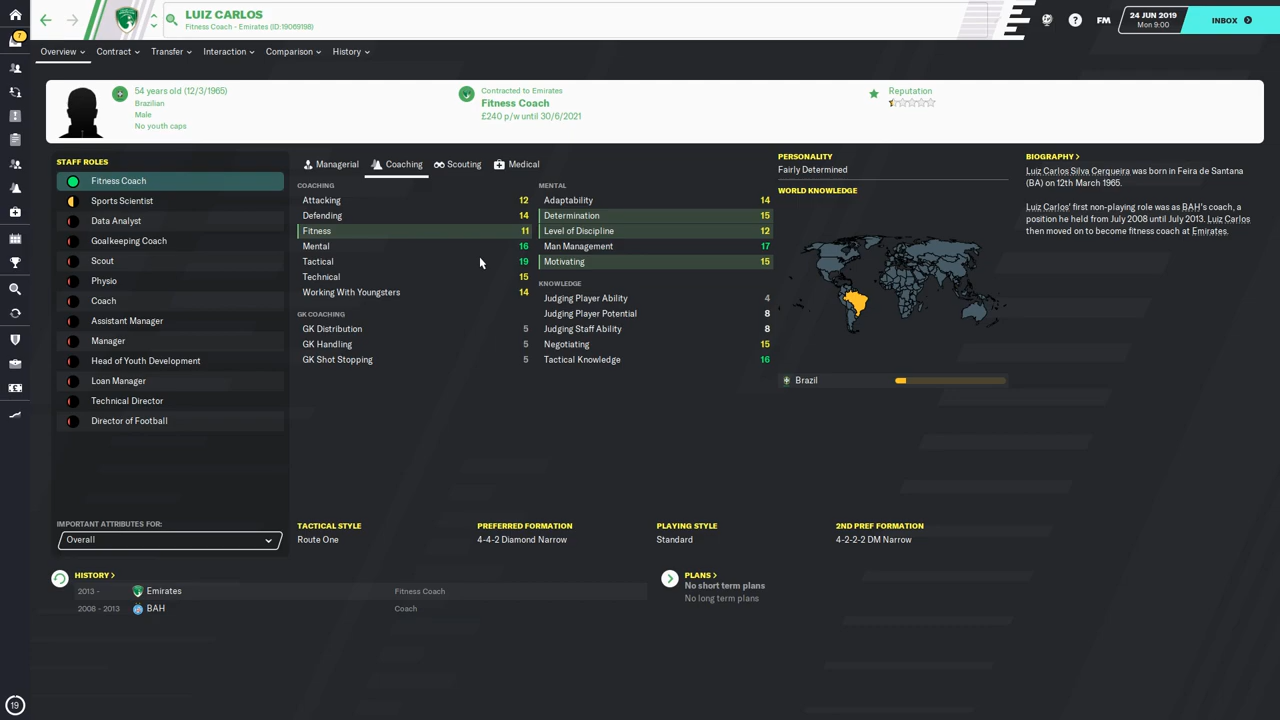 LUIZ CARLOS
Fitness Coach - Emirates (ID:19069198)
FM
24 JUN 2019
Mon 9:00
INBOX
7
Overview
Contract
Transfer
Interaction
Comparison
History
54 years old (12/3/1965)
Brazilian
Male
No youth caps
Contracted to Emirates
Fitness Coach
£240 p/w until 30/6/2021
Reputation
STAFF ROLES
Fitness Coach
Sports Scientist
Data Analyst
Goalkeeping Coach
Scout
Physio
Coach
Assistant Manager
Manager
Head of Youth Development
Loan Manager
Technical Director
Director of Football
IMPORTANT ATTRIBUTES FOR:
Overall
Managerial
Coaching
Scouting
Medical
COACHING
Attacking 12
Defending 14
Fitness 11
Mental 16
Tactical 19
Technical 15
Working With Youngsters 14
GK COACHING
GK Distribution 5
GK Handling 5
GK Shot Stopping 5
MENTAL
Adaptability 14
Determination 15
Level of Discipline 12
Man Management 17
Motivating 15
KNOWLEDGE
Judging Player Ability 4
Judging Player Potential 8
Judging Staff Ability 8
Negotiating 15
Tactical Knowledge 16
PERSONALITY
Fairly Determined
WORLD KNOWLEDGE
Brazil
BIOGRAPHY >
Luiz Carlos Silva Cerqueira was born in Feira de Santana
(BA) on 12th March 1965.
Luiz Carlos' first non-playing role was as BAH's coach, a
position he held from July 2008 until July 2013. Luiz Carlos
then moved on to become fitness coach at Emirates.
TACTICAL STYLE
Route One
PREFERRED FORMATION
4-4-2 Diamond Narrow
PLAYING STYLE
Standard
2ND PREF FORMATION
4-2-2-2 DM Narrow
HISTORY >
2013 - Emirates Fitness Coach
2008 - 2013 BAH Coach
PLANS >
No short term plans
No long term plans
19